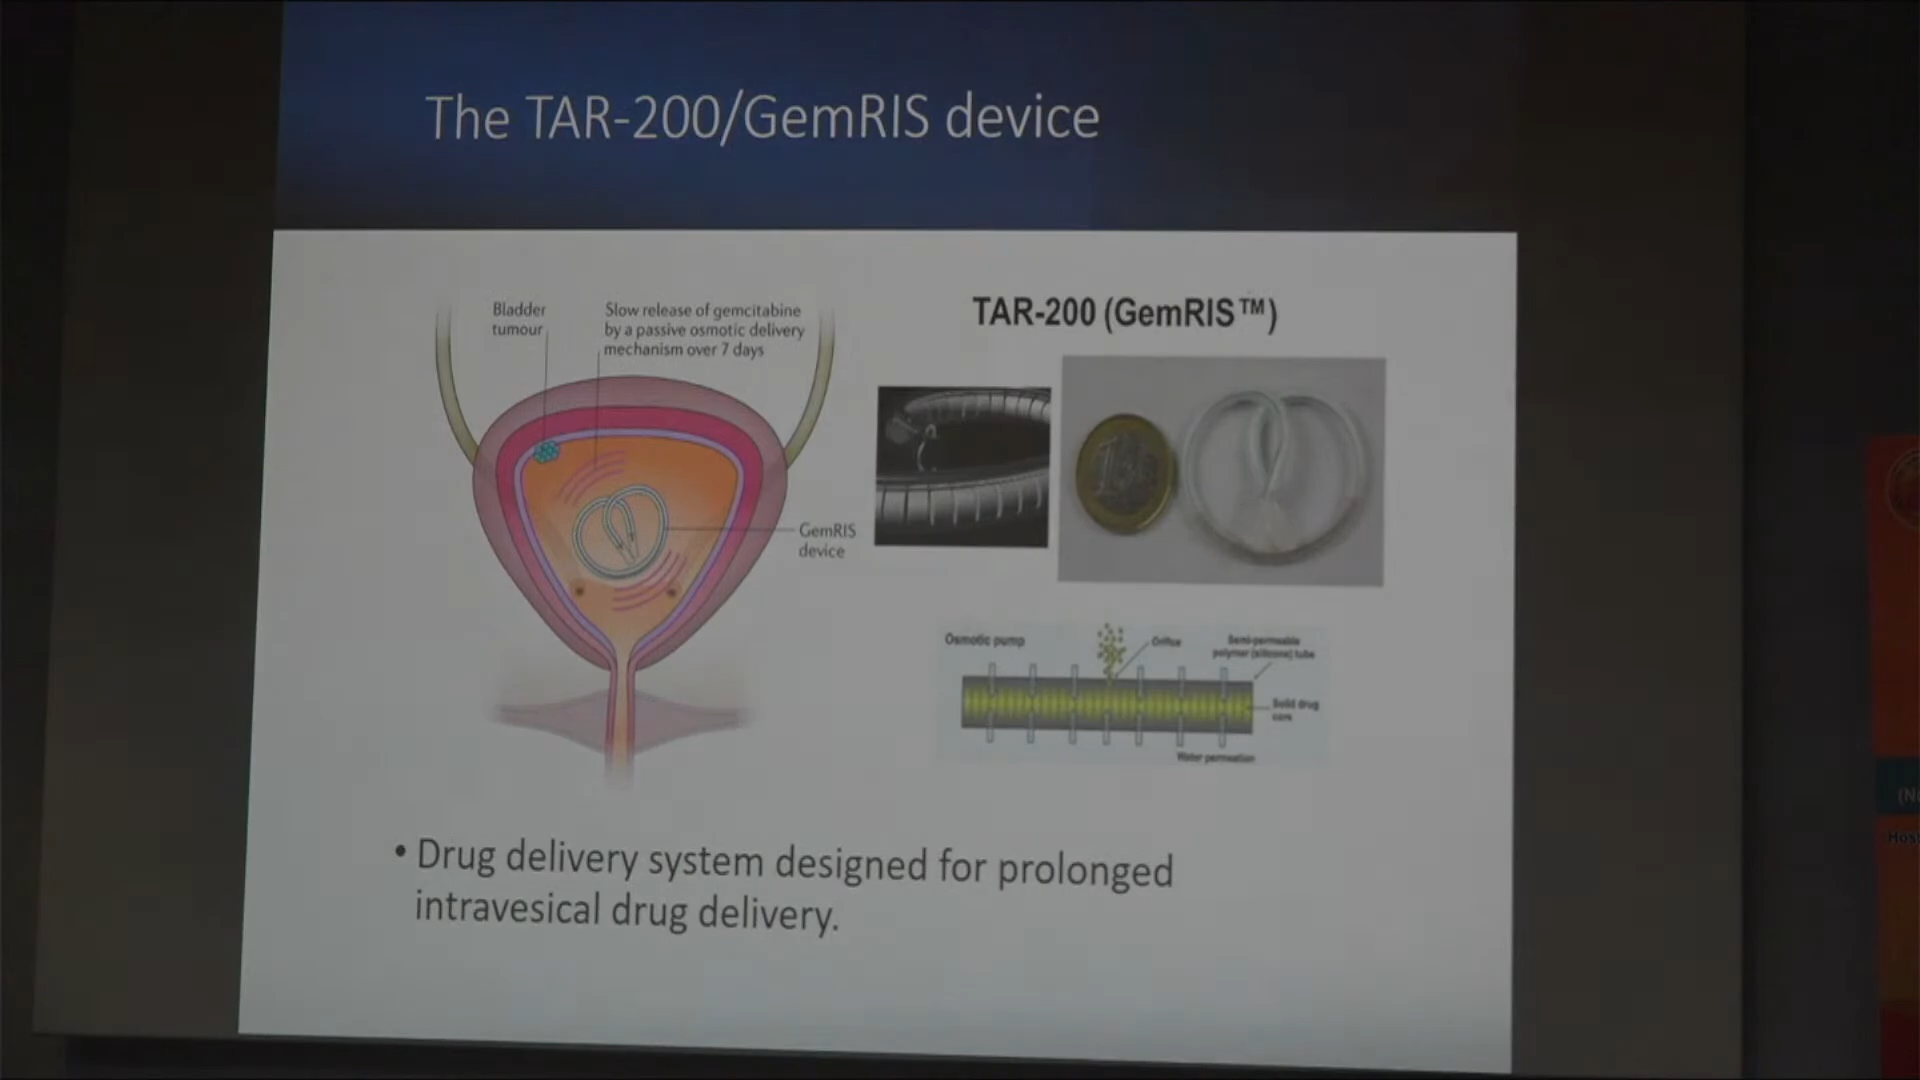 The TAR-200/GemRIS device
Bladder
tumour
Slow release of gemcitabine
by a passive osmotic delivery
mechanism over 7 days
GemRIS
device
TAR-200 (GemRIS™)
Osmotic pump
Orifice
Semi-permeable
polymer (silicone) tube
Solid drug
core
Water permeation
• Drug delivery system designed for prolonged
intravesical drug delivery.
Host